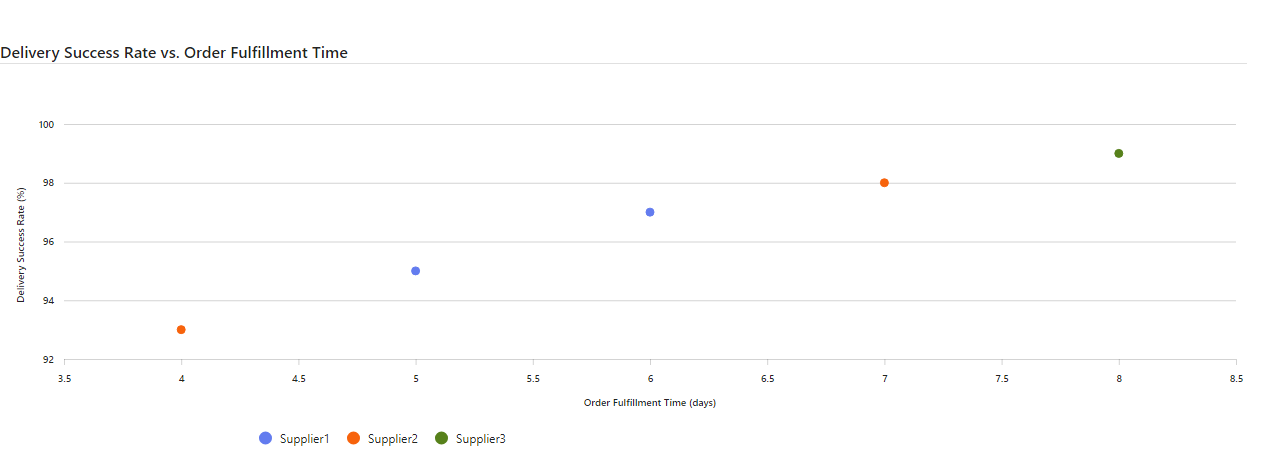 Delivery Success Rate vs. Order Fulfillment Time
Delivery Success Rate (%)
100
98
96
94
92
3.5 4 4.5 5 5.5 6 6.5 7 7.5 8 8.5
Order Fulfillment Time (days)
Supplier1 Supplier2 Supplier3